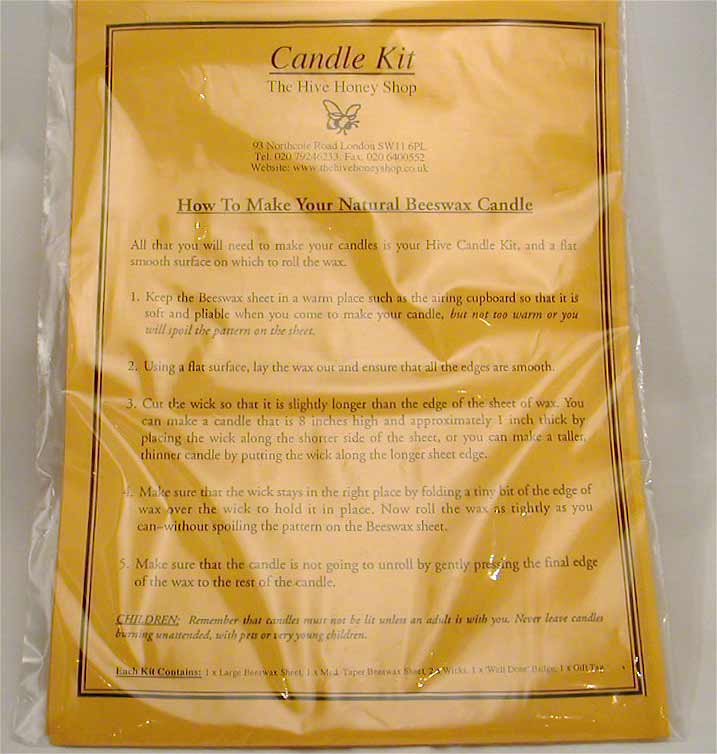 Candle Kit
The Hive Honey Shop
93 Northcote Road London SW11 6PL
Tel. 020 79246233. Fax. 020 6400552
Website: www.thehivehoneyshop.co.uk
How To Make Your Natural Beeswax Candle
All that you will need to make your candles is your Hive Candle Kit, and a flat
smooth surface on which to roll the wax.
1. Keep the Beeswax sheet in a warm place such as the airing cupboard so that it is
soft and pliable when you come to make your candle, but not too warm or you
will spoil the pattern on the sheet.
2. Using a flat surface, lay the wax out and ensure that all the edges are smooth.
3. Cut the wick so that it is slightly longer than the edge of the sheet of wax. You
can make a candle that is 8 inches high and approximately 1 inch thick by
placing the wick along the shorter side of the sheet, or you can make a taller,
thinner candle by putting the wick along the longer sheet edge.
4. Make sure that the wick stays in the right place by folding a tiny bit of the edge of
wax over the wick to hold it in place. Now roll the wax as tightly as you
can–without spoiling the pattern on the Beeswax sheet.
5. Make sure that the candle is not going to unroll by gently pressing the final edge
of the wax to the rest of the candle.
CHILDREN: Remember that candles must not be lit unless an adult is with you. Never leave candles
burning unattended, with pets or very young children.
Each Kit Contains: 1 x Large Beeswax Sheet, 1 x Med. Taper Beeswax Sheet, 2 x Wicks, 1 x 'Well Done' Badge, 1 x Gift Tag